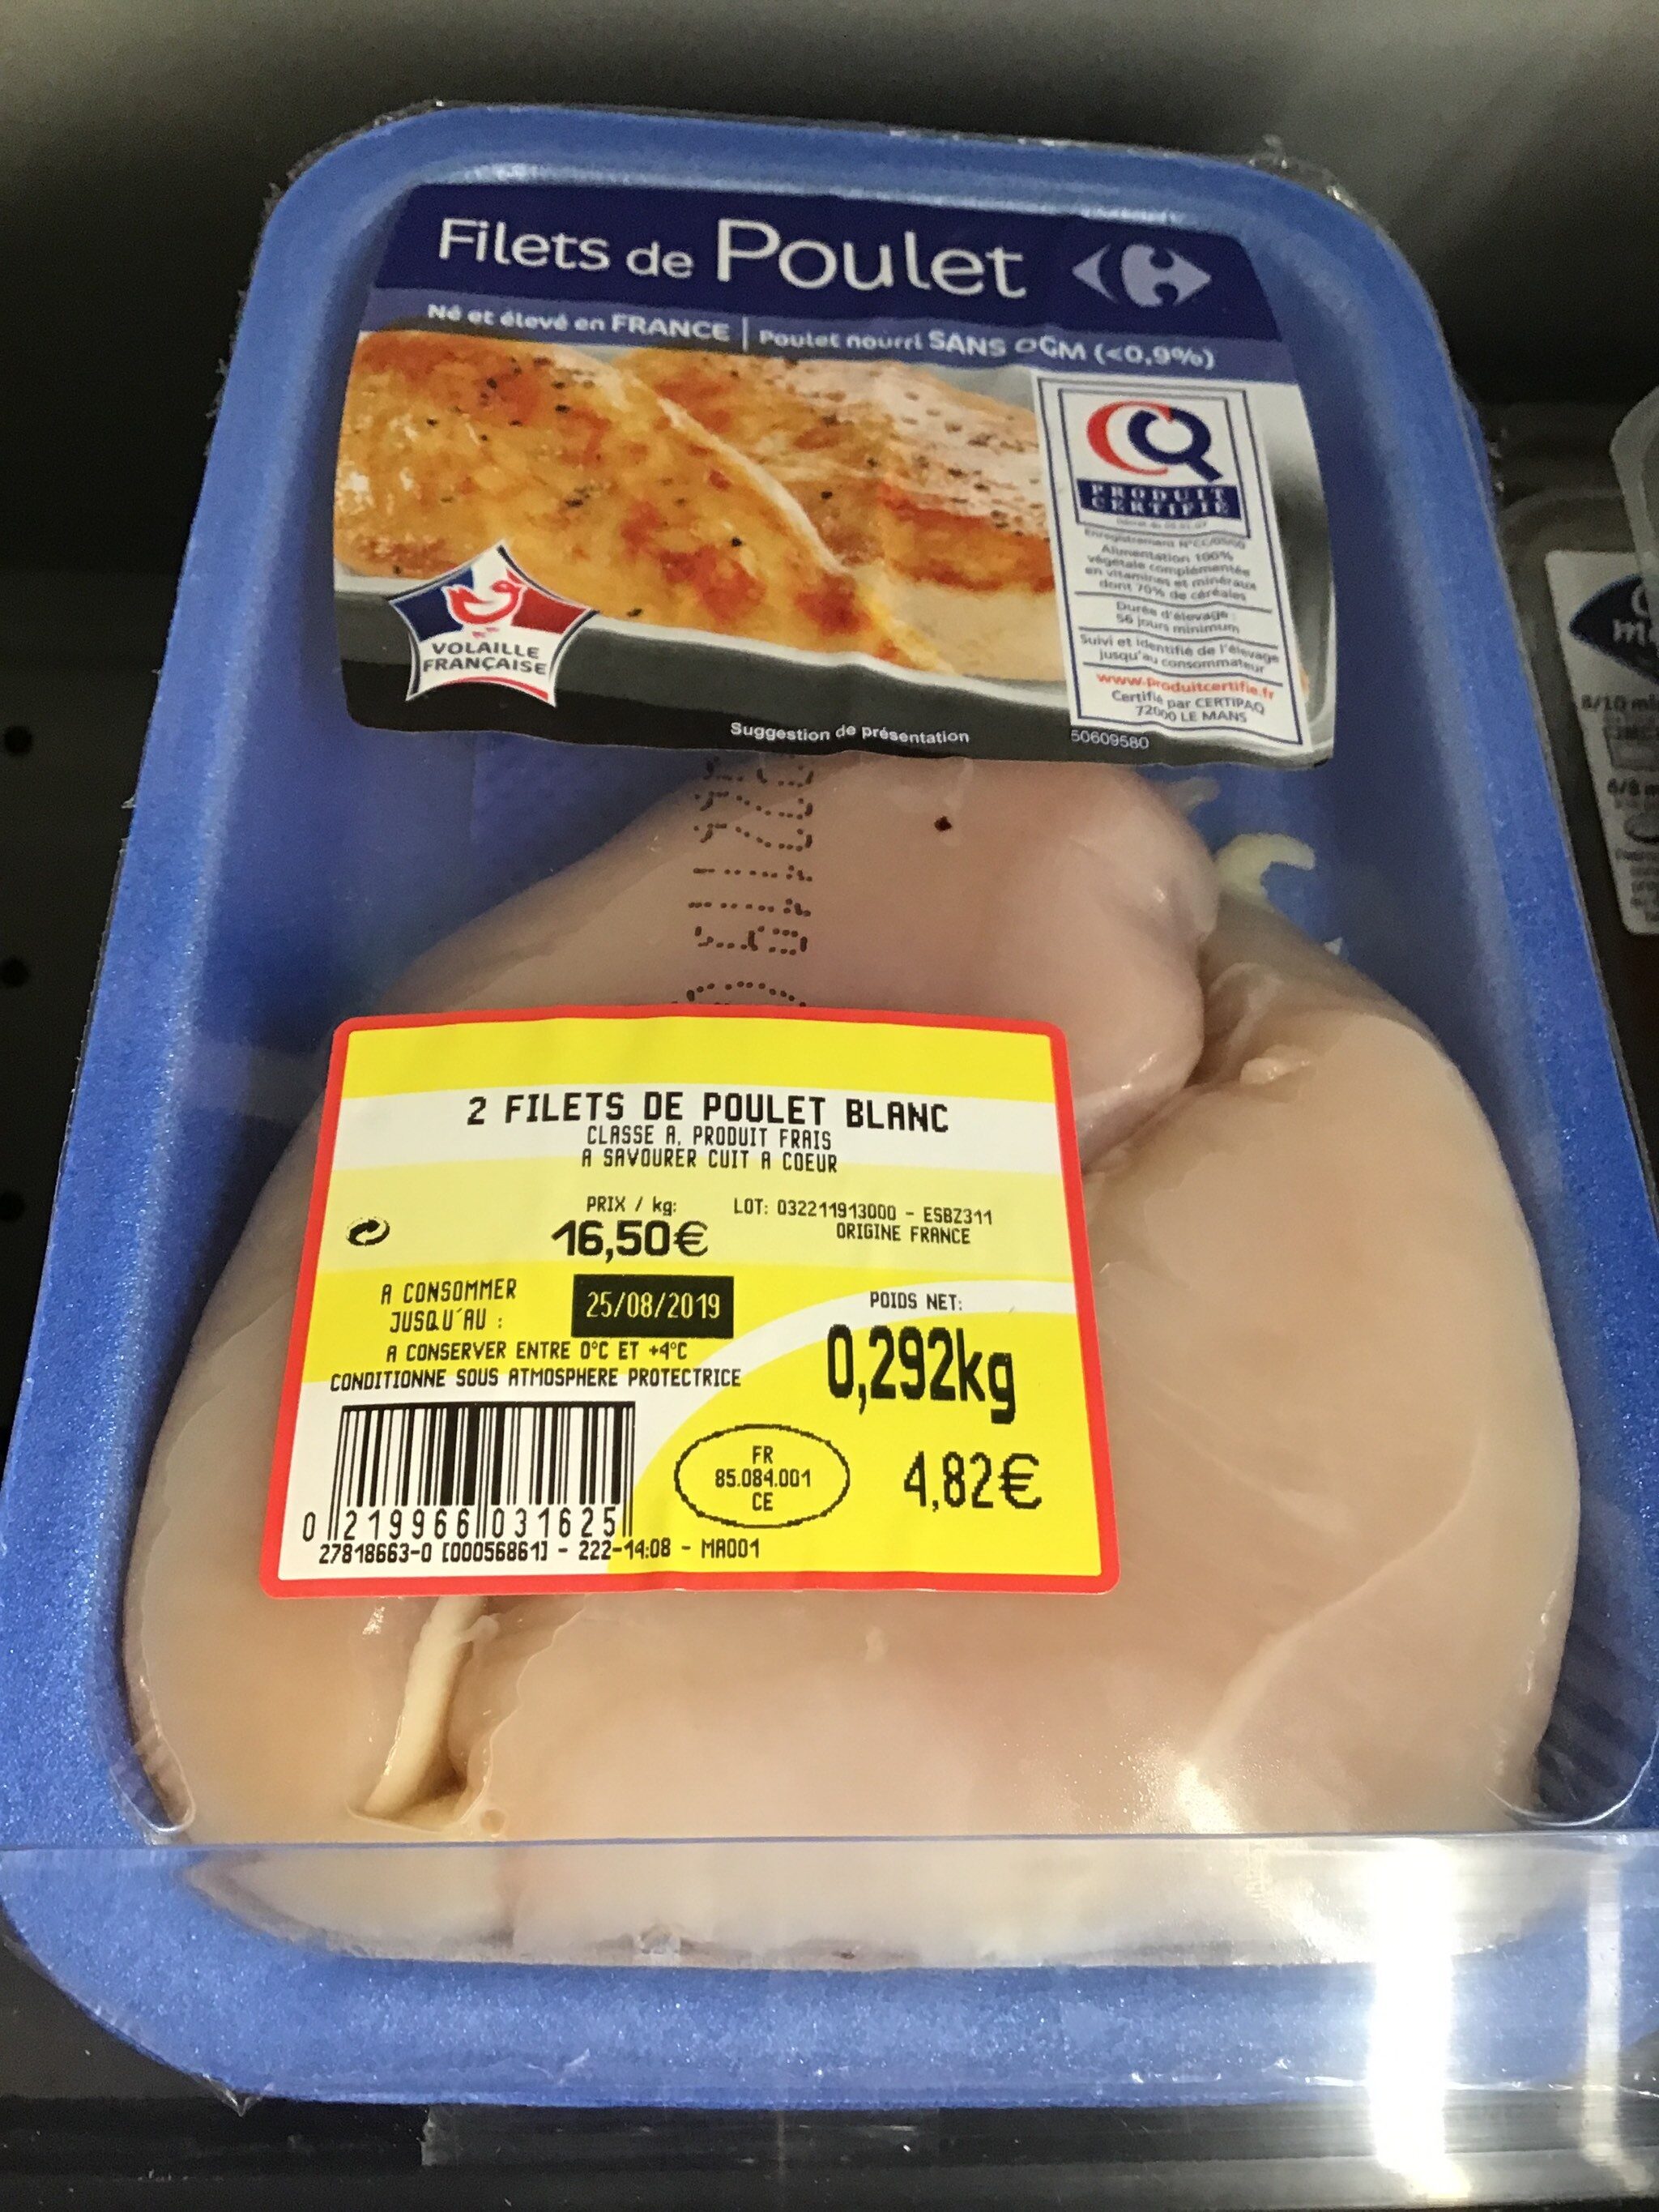 Filets de Poulet
Né et élevé en FRANCE | Poulet nourri SANS OGM (<0,9%)
CQ
PRODUIT
CERTIFIÉ
Alimentation 100%
végétale complémentée
en vitamines et minéraux
dont 70% de céréales
Durée d'élevage :
56 jours minimum
Suivi et identifié de l'élevage
jusqu'au consommateur
www.produitcertifie.fr
Certifié par CERTIPAQ
72000 LE MANS
VOLAILLE
FRANÇAISE
Suggestion de présentation
50609580
2 FILETS DE POULET BLANC
CLASSE A, PRODUIT FRAIS
A SAVOURER CUIT A COEUR
PRIX / kg:
16,50€
LOT: 032211913000 - ESBZ311
ORIGINE FRANCE
A CONSOMMER
JUSQU'AU :
25/08/2019
A CONSERVER ENTRE 0°C ET +4°C
CONDITIONNE SOUS ATMOSPHERE PROTECTRICE
POIDS NET:
0,292kg
4,82€
FR
85.084.001
CE
0 219966 031625
27818663-0 [00056861] - 222-14:08 - MA001
8/10
6/8